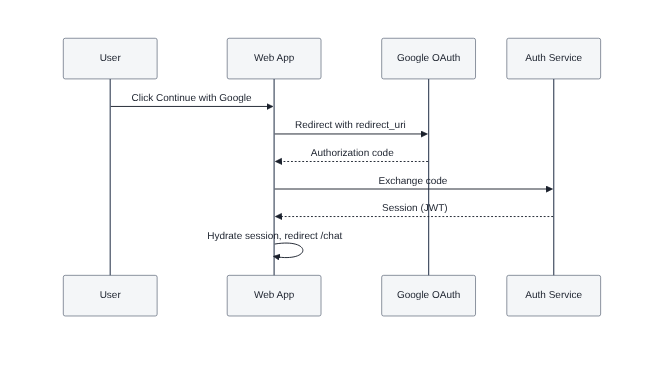 User
Web App
Google OAuth
Auth Service
Click Continue with Google
Redirect with redirect_uri
Authorization code
Exchange code
Session (JWT)
Hydrate session, redirect /chat
User
Web App
Google OAuth
Auth Service